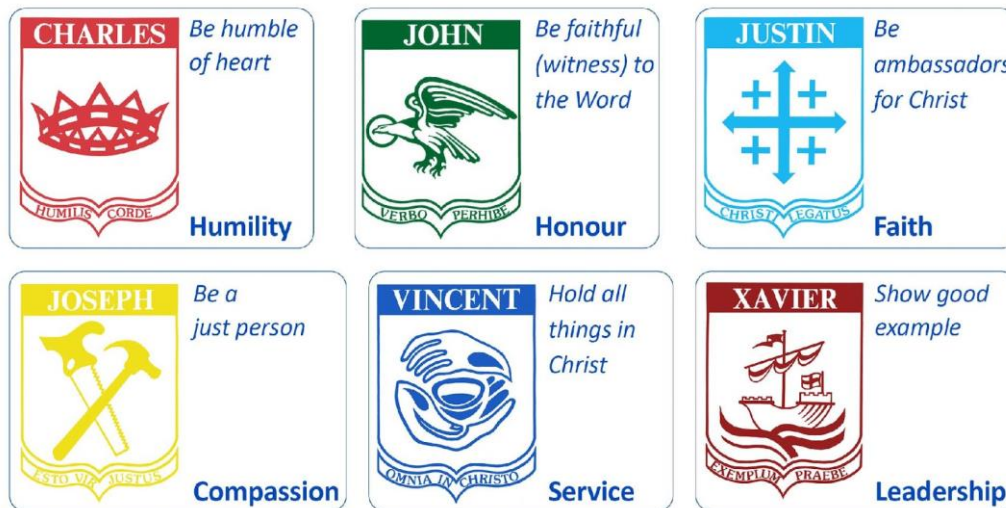 CHARLES
Be humble
of heart
HUMILIS CORDE
Humility
JOHN
Be faithful
(witness) to
the Word
VERBO PERHIBE
Honour
JUSTIN
Be
ambassadors
for Christ
CHRISTI LEGATUS
Faith
JOSEPH
Be a
just person
ESTO VIR JUSTUS
Compassion
VINCENT
Hold all
things in
Christ
OMNIA IN CHRISTO
Service
XAVIER
Show good
example
EXEMPLUM PRAEBE
Leadership